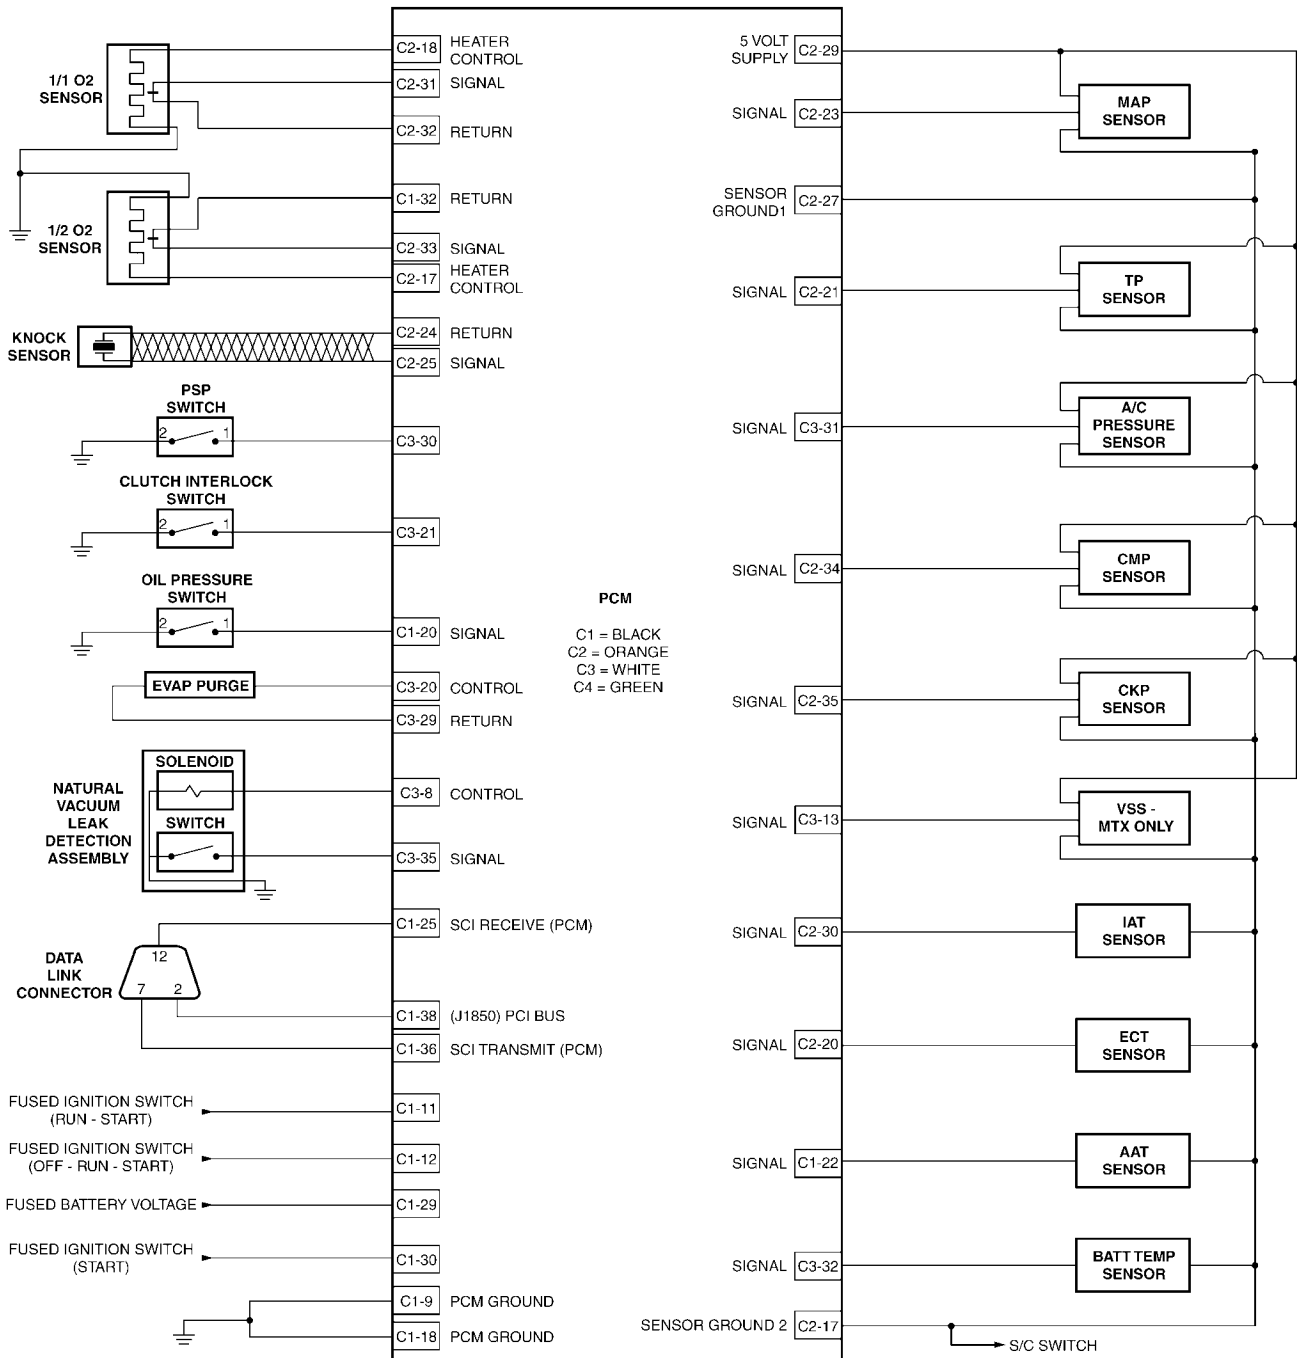 1/1 O2
SENSOR
C2-18
HEATER
CONTROL
C2-31
SIGNAL
C2-32
RETURN
1/2 O2
SENSOR
C1-32
RETURN
C2-33
SIGNAL
C2-17
HEATER
CONTROL
KNOCK
SENSOR
C2-24
RETURN
C2-25
SIGNAL
PSP
SWITCH
2
1
C3-30
CLUTCH INTERLOCK
SWITCH
2
1
C3-21
OIL PRESSURE
SWITCH
2
1
C1-20
SIGNAL
EVAP PURGE
C3-20
CONTROL
C3-29
RETURN
NATURAL
VACUUM
LEAK
DETECTION
ASSEMBLY
SOLENOID
C3-8
CONTROL
SWITCH
C3-35
SIGNAL
DATA
LINK
CONNECTOR
12
7
2
C1-25
SCI RECEIVE (PCM)
C1-38
(J1850) PCI BUS
C1-36
SCI TRANSMIT (PCM)
FUSED IGNITION SWITCH
(RUN - START)
C1-11
FUSED IGNITION SWITCH
(OFF - RUN - START)
C1-12
FUSED BATTERY VOLTAGE
C1-29
FUSED IGNITION SWITCH
(START)
C1-30
C1-9
PCM GROUND
C1-18
PCM GROUND
PCM
C1 = BLACK
C2 = ORANGE
C3 = WHITE
C4 = GREEN
5 VOLT
SUPPLY
C2-29
SIGNAL
C2-23
MAP
SENSOR
SENSOR
GROUND1
C2-27
SIGNAL
C2-21
TP
SENSOR
SIGNAL
C3-31
A/C
PRESSURE
SENSOR
SIGNAL
C2-34
CMP
SENSOR
SIGNAL
C2-35
CKP
SENSOR
SIGNAL
C3-13
VSS -
MTX ONLY
SIGNAL
C2-30
IAT
SENSOR
SIGNAL
C2-20
ECT
SENSOR
SIGNAL
C1-22
AAT
SENSOR
SIGNAL
C3-32
BATT TEMP
SENSOR
SENSOR GROUND 2
C2-17
S/C SWITCH